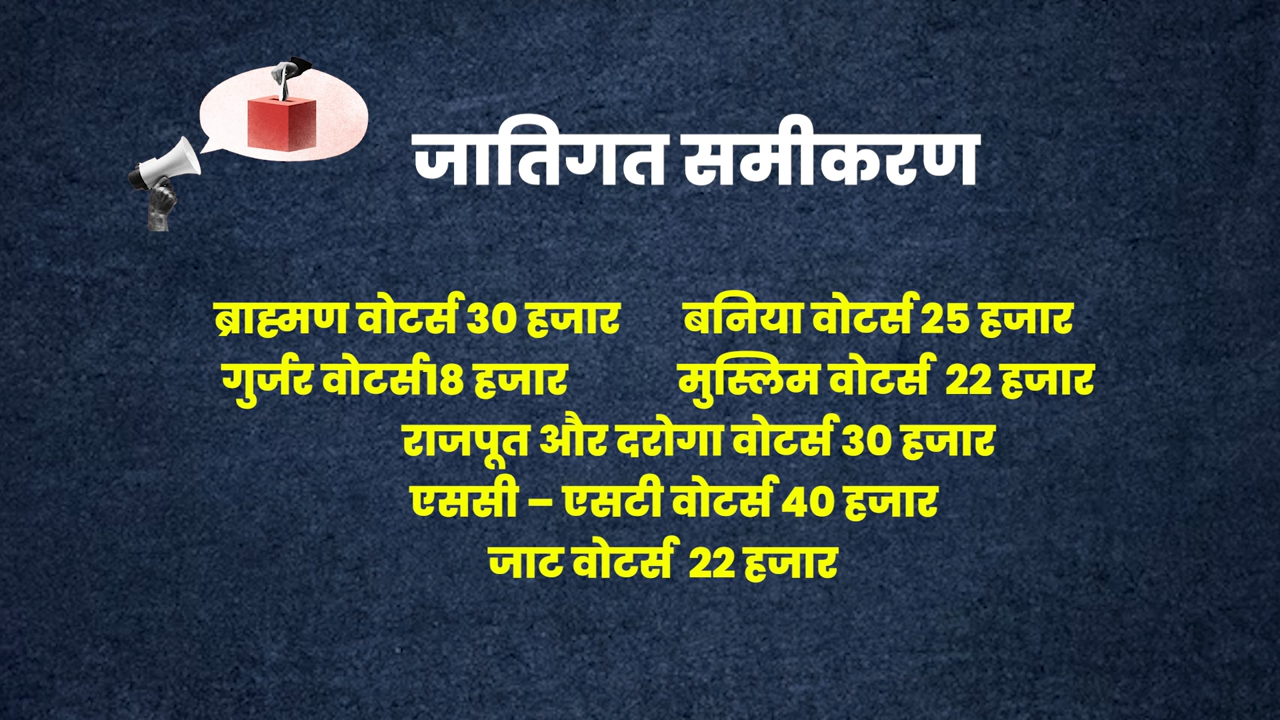 जातिगत समीकरण
ब्राह्मण वोटर्स 30 हजार बनिया वोटर्स 25 हजार
गुर्जर वोटर्स18 हजार मुस्लिम वोटर्स 22 हजार
राजपूत और दरोगा वोटर्स 30 हजार
एससी – एसटी वोटर्स 40 हजार
जाट वोटर्स 22 हजार